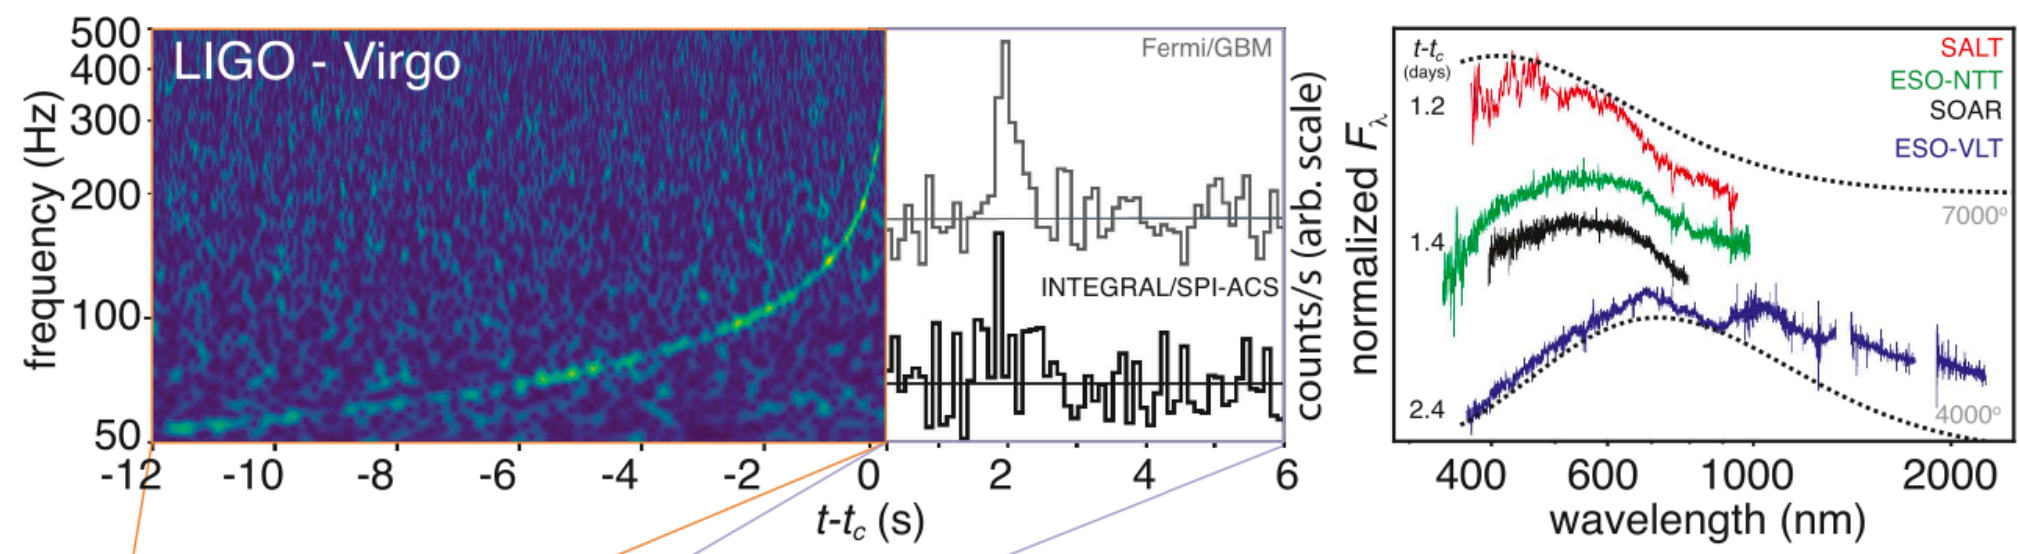 LIGO - Virgo
frequency (Hz)
500
400
300
200
100
50
-12 -10 -8 -6 -4 -2 0 2 4 6
t-tc (s)
Fermi/GBM
INTEGRAL/SPI-ACS
counts/s (arb. scale)
normalized Fλ
t-tc
(days)
1.2
1.4
2.4
SALT
ESO-NTT
SOAR
ESO-VLT
7000°
4000°
400 600 1000 2000
wavelength (nm)